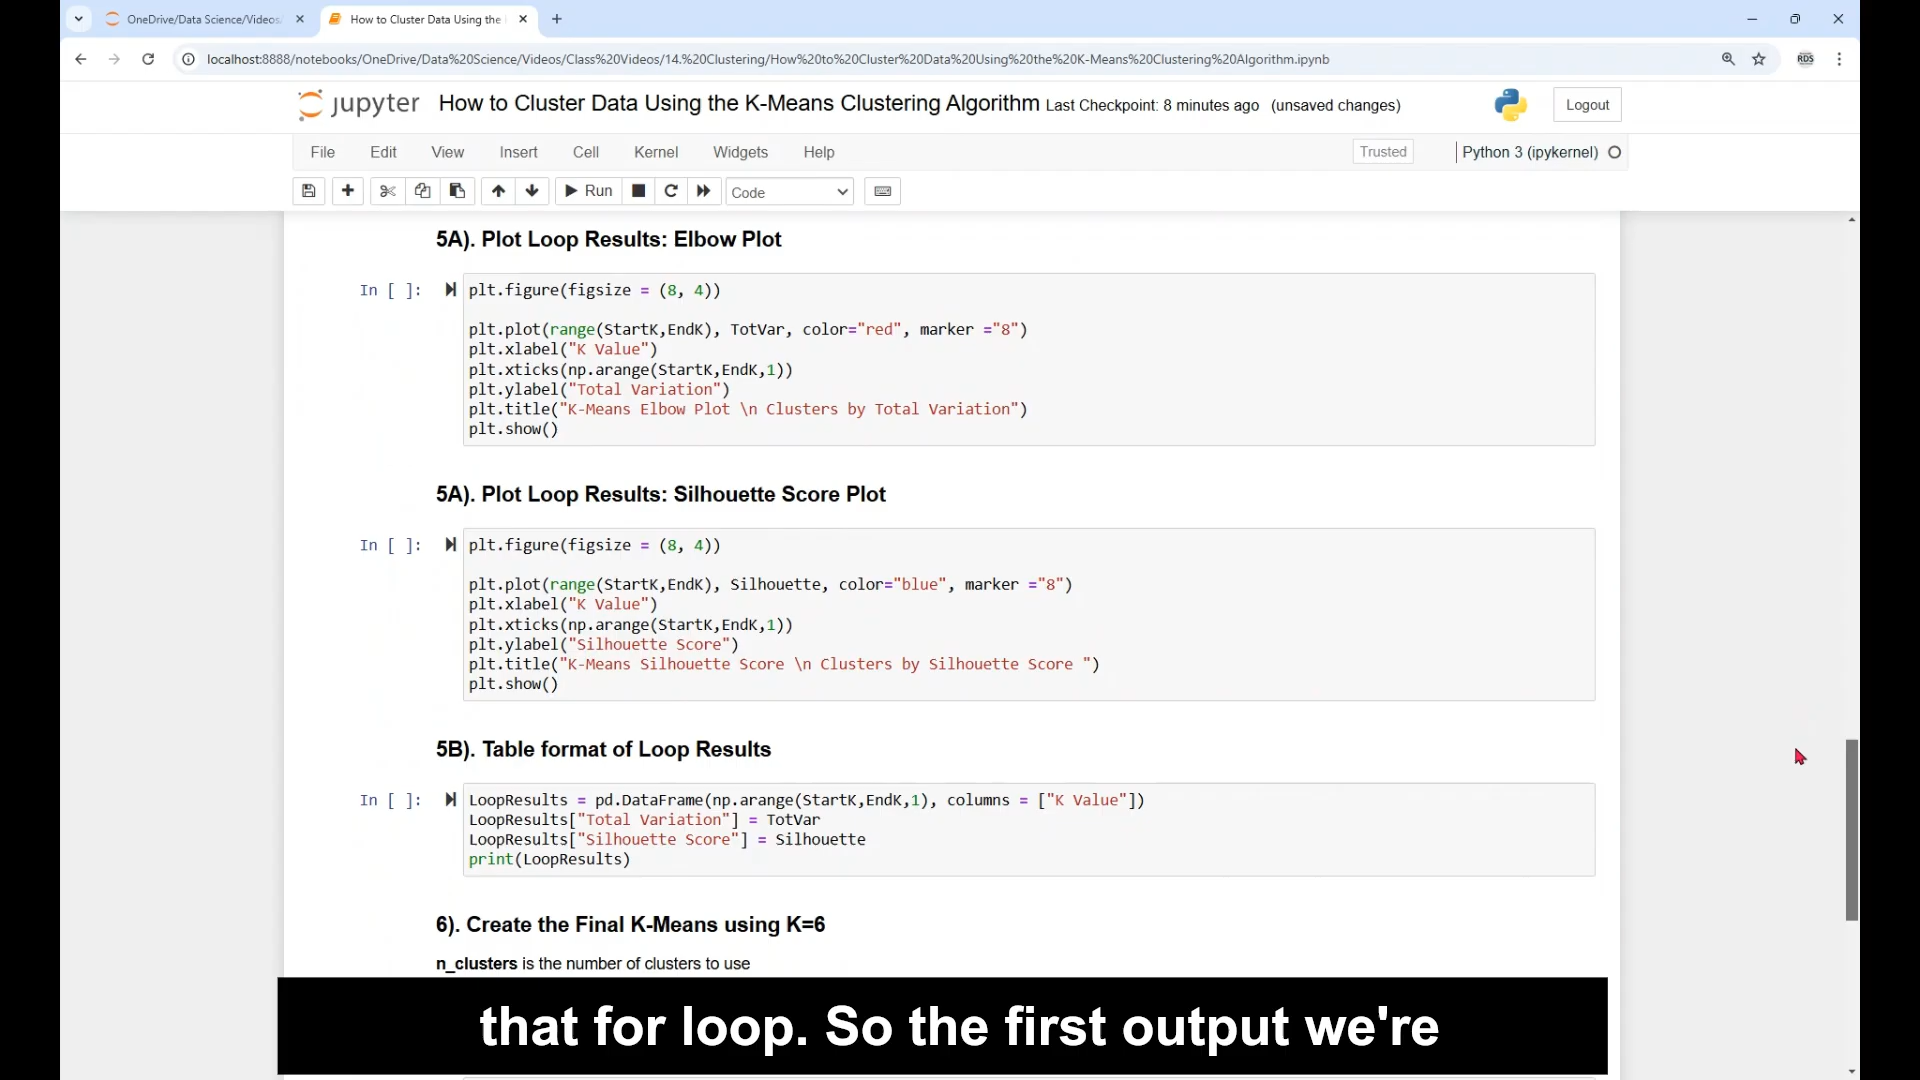 OneDrive/Data Science/Videos/
How to Cluster Data Using the
localhost:8888/notebooks/OneDrive/Data%20Science/Videos/Class%20Videos/14.%20Clustering/How%20to%20Cluster%20Data%20Using%20the%20K-Means%20Clustering%20Algorithm.ipynb
RDS
jupyter How to Cluster Data Using the K-Means Clustering Algorithm Last Checkpoint: 8 minutes ago (unsaved changes)
Logout
File Edit View Insert Cell Kernel Widgets Help
Trusted
Python 3 (ipykernel)
Run
Code
5A). Plot Loop Results: Elbow Plot
In [ ]:
plt.figure(figsize = (8, 4))
plt.plot(range(StartK,EndK), TotVar, color="red", marker ="8")
plt.xlabel("K Value")
plt.xticks(np.arange(StartK,EndK,1))
plt.ylabel("Total Variation")
plt.title("K-Means Elbow Plot \n Clusters by Total Variation")
plt.show()
5A). Plot Loop Results: Silhouette Score Plot
In [ ]:
plt.figure(figsize = (8, 4))
plt.plot(range(StartK,EndK), Silhouette, color="blue", marker ="8")
plt.xlabel("K Value")
plt.xticks(np.arange(StartK,EndK,1))
plt.ylabel("Silhouette Score")
plt.title("K-Means Silhouette Score \n Clusters by Silhouette Score ")
plt.show()
5B). Table format of Loop Results
In [ ]:
LoopResults = pd.DataFrame(np.arange(StartK,EndK,1), columns = ["K Value"])
LoopResults["Total Variation"] = TotVar
LoopResults["Silhouette Score"] = Silhouette
print(LoopResults)
6). Create the Final K-Means using K=6
n_clusters is the number of clusters to use
that for loop. So the first output we're